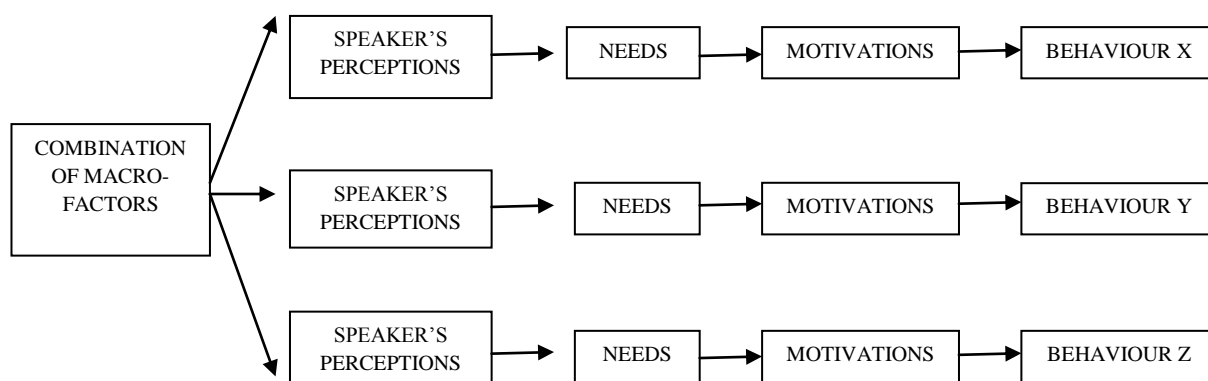 SPEAKER’S
PERCEPTIONS
NEEDS
MOTIVATIONS
BEHAVIOUR X
COMBINATION
OF MACRO-
FACTORS
SPEAKER’S
PERCEPTIONS
NEEDS
MOTIVATIONS
BEHAVIOUR Y
SPEAKER’S
PERCEPTIONS
NEEDS
MOTIVATIONS
BEHAVIOUR Z